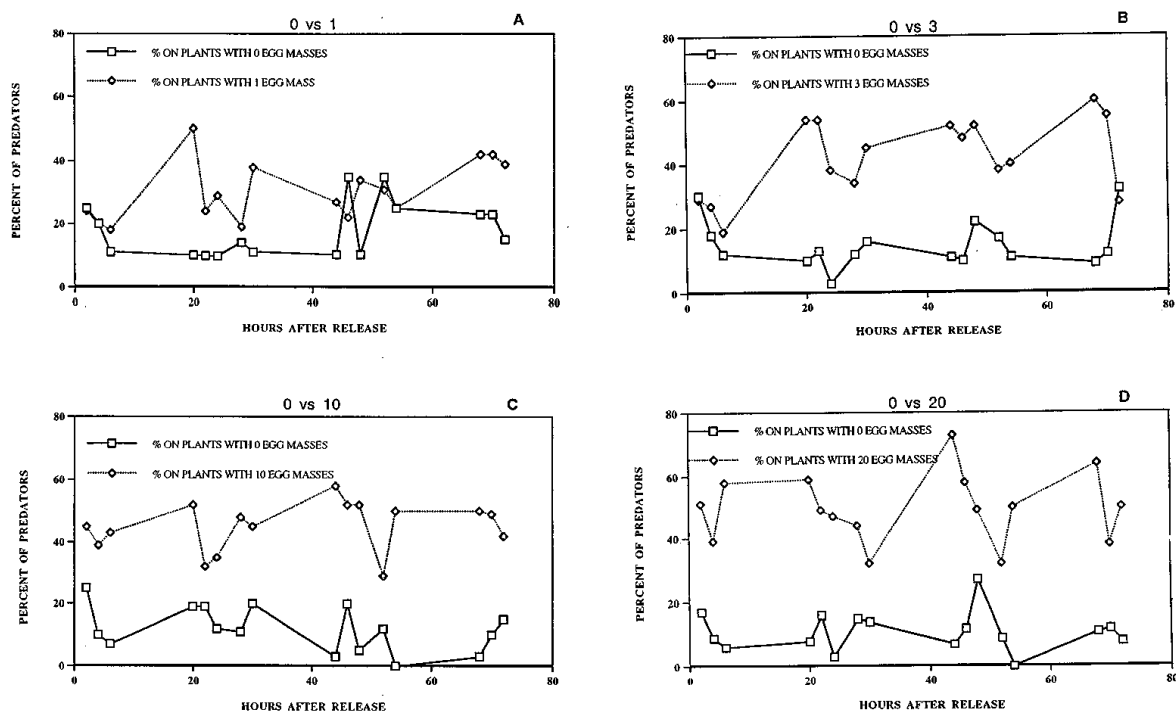 0 vs 1
A
% ON PLANTS WITH 0 EGG MASSES
% ON PLANTS WITH 1 EGG MASS
PERCENT OF PREDATORS
80
60
40
20
0
0 20 40 60 80
HOURS AFTER RELEASE
0 vs 3
B
% ON PLANTS WITH 0 EGG MASSES
% ON PLANTS WITH 3 EGG MASSES
PERCENT OF PREDATORS
80
60
40
20
0
0 20 40 60 80
HOURS AFTER RELEASE
0 vs 10
C
% ON PLANTS WITH 0 EGG MASSES
% ON PLANTS WITH 10 EGG MASSES
PERCENT OF PREDATORS
80
60
40
20
0
0 20 40 60 80
HOURS AFTER RELEASE
0 vs 20
D
% ON PLANTS WITH 0 EGG MASSES
% ON PLANTS WITH 20 EGG MASSES
PERCENT OF PREDATORS
80
60
40
20
0
0 20 40 60 80
HOURS AFTER RELEASE